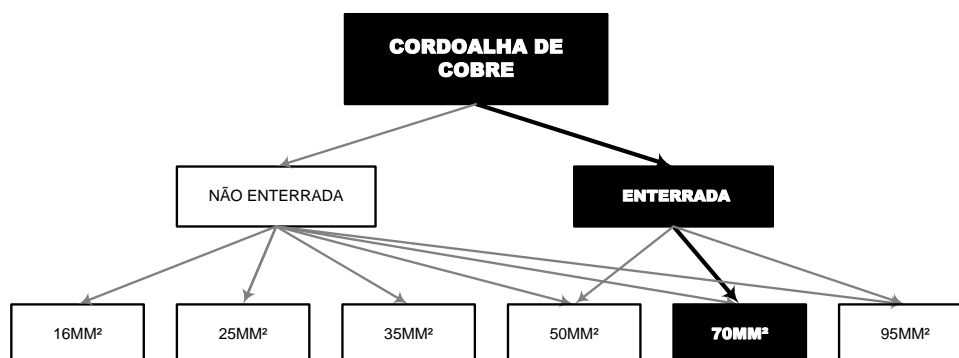 CORDOALHA DE
COBRE
NÃO ENTERRADA
ENTERRADA
16MM²
25MM²
35MM²
50MM²
70MM²
95MM²